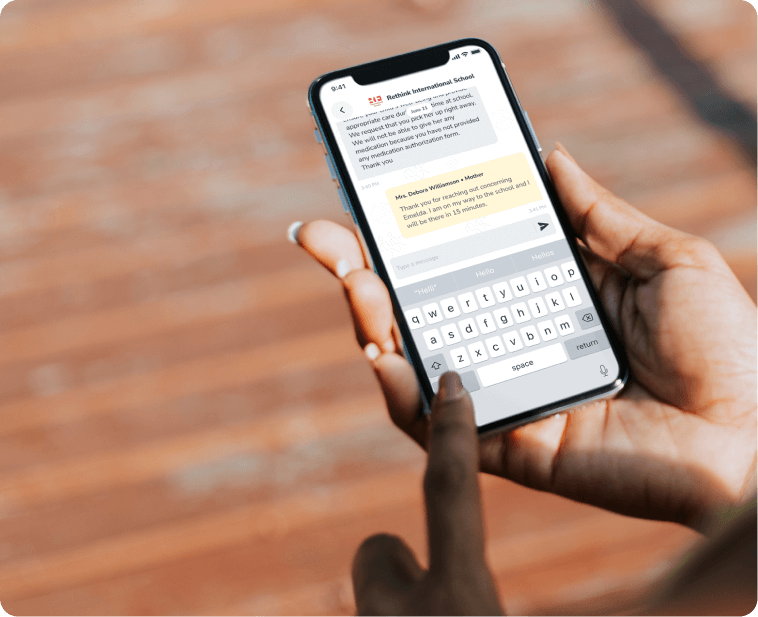 9:41
Rethink International School
appropriate care du
June 21
time at school.
We request that you pick her up right away.
We will not be able to give her any
medication because you have not provided
any medication authorization form.
Thank you
Mrs. Debora Williamson • Mother
Thank you for reaching out concerning
Emelda. I am on my way to the school and I
will be there in 15 minutes.
Type a message
"Hello" Hello Hellos
q w e r t y u i o p
a s d f g h j k l
z x c v b n m
space return